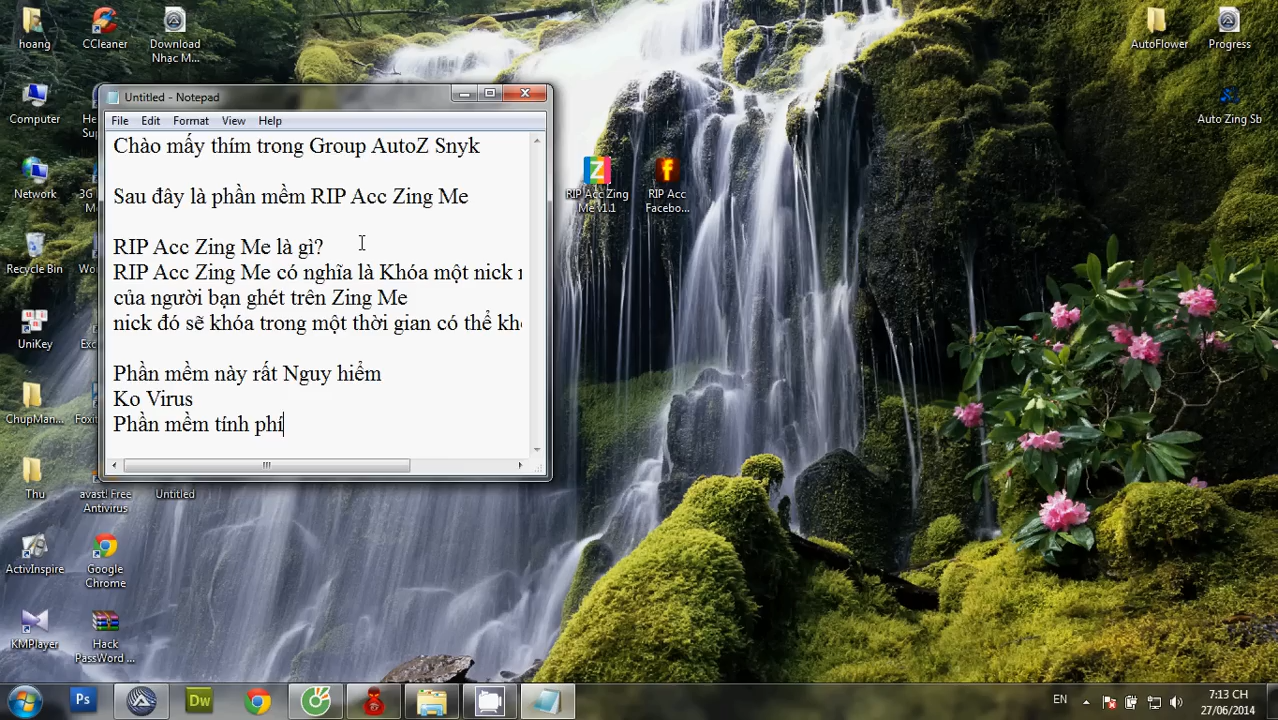 hoang
CCleaner
Download
Nhạc M...
AutoFlower
Progress
Computer
Network
3G
Recycle Bin
UniKey
ChupMan...
Thu
avast! Free
Antivirus
Untitled
ActivInspire
Google
Chrome
KMPlayer
Hack
PassWord ...
Auto Zing Sb
RIP Acc Zing
Me v1.1
RIP Acc
Facebo...
Untitled - Notepad
File Edit Format View Help
Chào mấy thím trong Group AutoZ Snyk
Sau đây là phần mềm RIP Acc Zing Me
RIP Acc Zing Me là gì?
RIP Acc Zing Me có nghĩa là Khóa một nick
của người bạn ghét trên Zing Me
nick đó sẽ khóa trong một thời gian có thể
Phần mềm này rất Nguy hiểm
Ko Virus
Phần mềm tính phí
Ps
Dw
EN
7:13 CH
27/06/2014